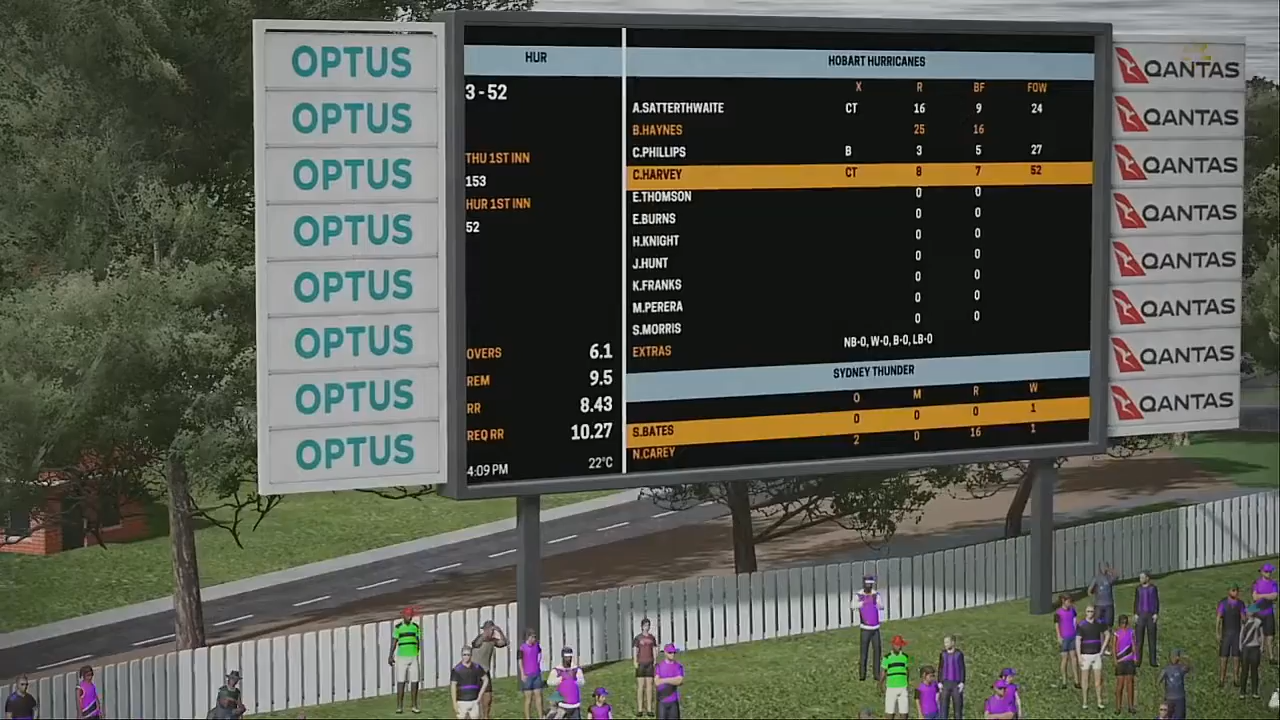 OPTUS
OPTUS
OPTUS
OPTUS
OPTUS
OPTUS
OPTUS
OPTUS
HUR
3-52
THU 1ST INN
153
HUR 1ST INN
52
OVERS 6.1
REM 9.5
RR 8.43
REQ RR 10.27
4:09 PM 22°C
HOBART HURRICANES
X R BF FOW
A.SATTERTHWAITE CT 16 9 24
B.HAYNES 25 16
C.PHILLIPS B 3 5 27
C.HARVEY CT 8 7 52
E.THOMSON 0 0
E.BURNS 0 0
H.KNIGHT 0 0
J.HUNT 0 0
K.FRANKS 0 0
M.PERERA 0 0
S.MORRIS 0 0
EXTRAS NB-0, W-0, B-0, LB-0
SYDNEY THUNDER
O M R W
S.BATES 0 0 0 1
N.CAREY 2 0 16 1
QANTAS
QANTAS
QANTAS
QANTAS
QANTAS
QANTAS
QANTAS
QANTAS